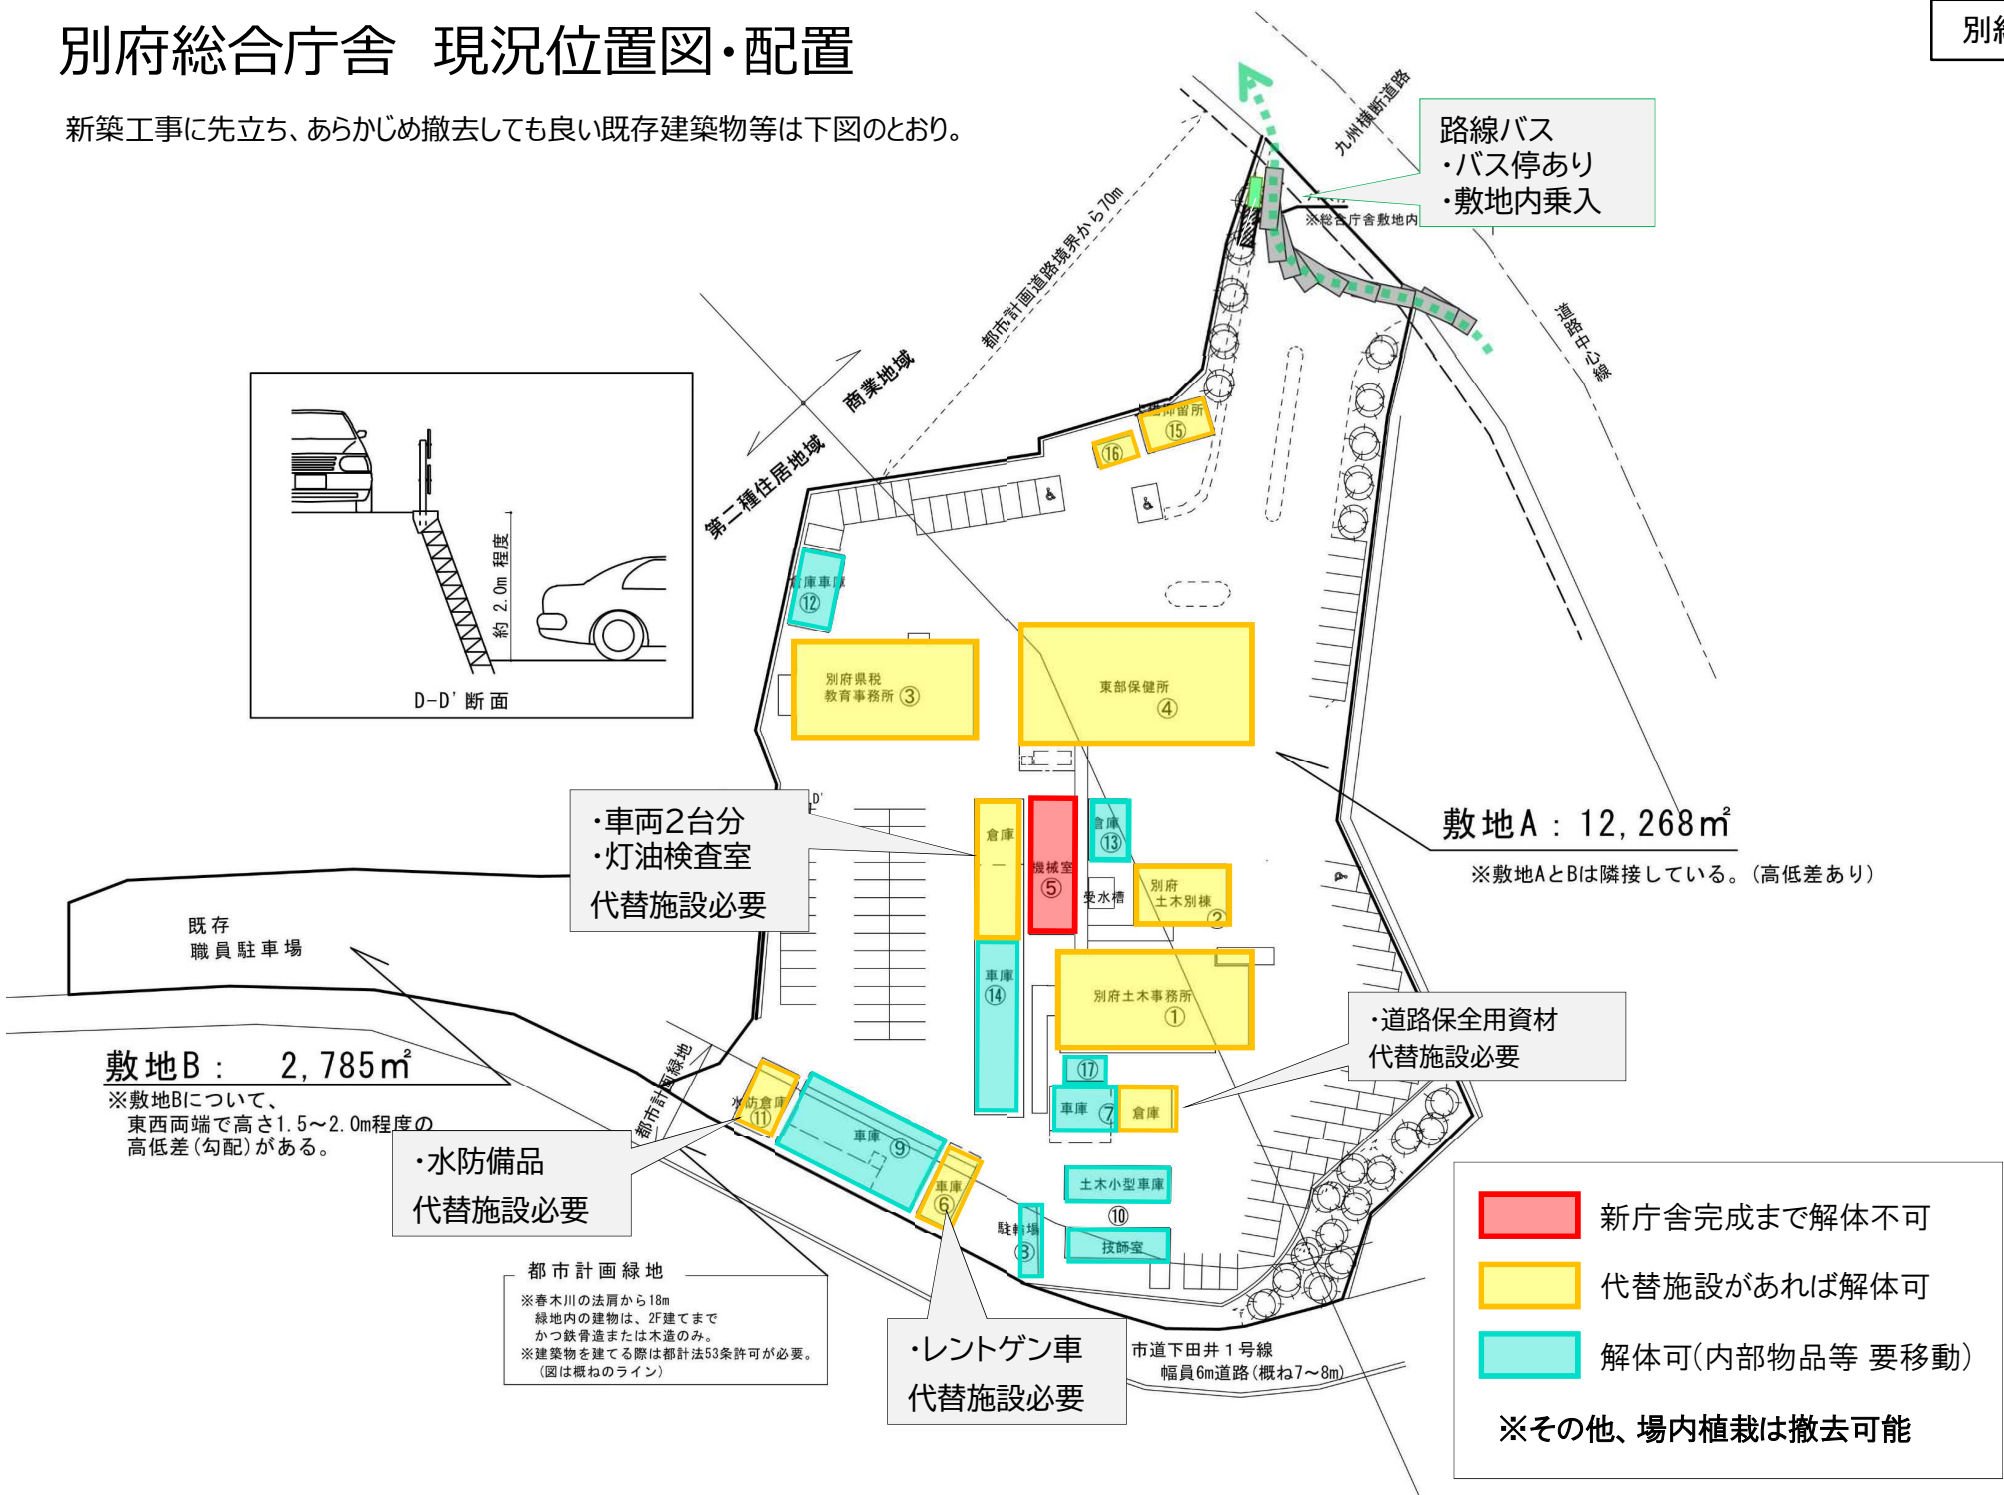 別府総合庁舎 現況位置図・配置
新築工事に先立ち、あらかじめ撤去しても良い既存建築物等は下図のとおり。
路線バス
・バス停あり
・敷地内乗入
※総合庁舎敷地内
九州横断道路
道路中心線
都市計画道路境界から70m
商業地域
第二種住居地域
約 2.0m 程度
D-D' 断面
⑮
⑯
倉庫車庫
⑫
別府県税
教育事務所 ③
東部保健所
④
D'
・車両2台分
・灯油検査室
代替施設必要
倉庫
機械室
⑤
倉庫
⑬
受水槽
別府
土木別棟
②
車庫
⑭
別府土木事務所
①
敷地A : 12,268㎡
※敷地AとBは隣接している。(高低差あり)
既存
職員駐車場
敷地B : 2,785㎡
※敷地Bについて、
東西両端で高さ1.5～2.0m程度の
高低差(勾配)がある。
都市計画緑地
・道路保全用資材
代替施設必要
⑰
車庫 ⑦
倉庫
水防倉庫
⑪
車庫 ⑨
車庫
⑥
・水防備品
代替施設必要
土木小型車庫
⑩
技師室
駐輪場
⑧
都市計画緑地
※春木川の法肩から18m
緑地内の建物は、2F建てまで
かつ鉄骨造または木造のみ。
※建築物を建てる際は都計法53条許可が必要。
(図は概ねのライン)
・レントゲン車
代替施設必要
市道下田井1号線
幅員6m道路(概ね7～8m)
新庁舎完成まで解体不可
代替施設があれば解体可
解体可(内部物品等 要移動)
※その他、場内植栽は撤去可能